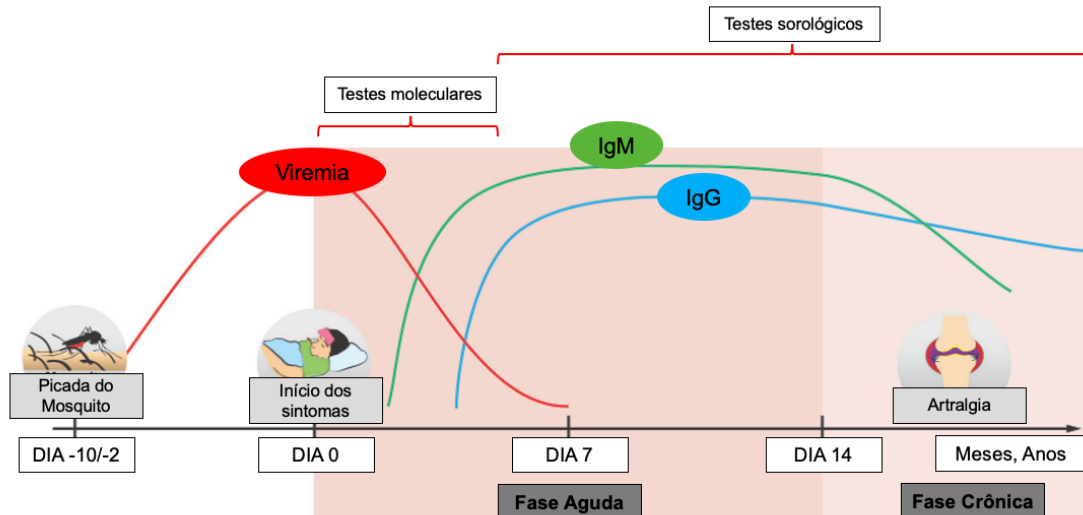 Testes sorológicos
Testes moleculares
IgM
Viremia
IgG
Picada do
Mosquito
Início dos
sintomas
Artralgia
DIA -10/-2
DIA 0
DIA 7
DIA 14
Meses, Anos
Fase Aguda
Fase Crônica